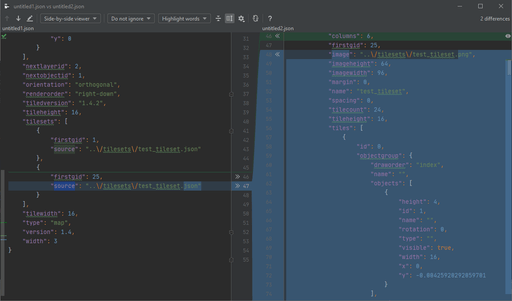 untitled1.json vs untitled2.json
Side-by-side viewer
Do not ignore
Highlight words
2 differences
untitled1.json
"y": 0
}
],
"nextlayerid": 2,
"nextobjectid": 1,
"orientation": "orthogonal",
"renderorder": "right-down",
"tiledversion": "1.4.2",
"tileheight": 16,
"tilesets": [
{
"firstgid": 1,
"source": "..\/tilesets\/test_tileset.json"
},
{
"firstgid": 25,
"source": "..\/tilesets\/test_tileset.json"
}
],
"tilewidth": 16,
"type": "map",
"version": 1.4,
"width": 3
}
untitled2.json
"columns": 6,
"firstgid": 25,
"image": "..\/tilesets\/test_tileset.png",
"imageheight": 64,
"imagewidth": 96,
"margin": 0,
"name": "test_tileset",
"spacing": 0,
"tilecount": 24,
"tileheight": 16,
"tiles": [
{
"id": 0,
"objectgroup": {
"draworder": "index",
"name": "",
"objects": [
{
"height": 6,
"id": 1,
"name": "",
"rotation": 0,
"type": "",
"visible": true,
"width": 16,
"x": 0,
}
],